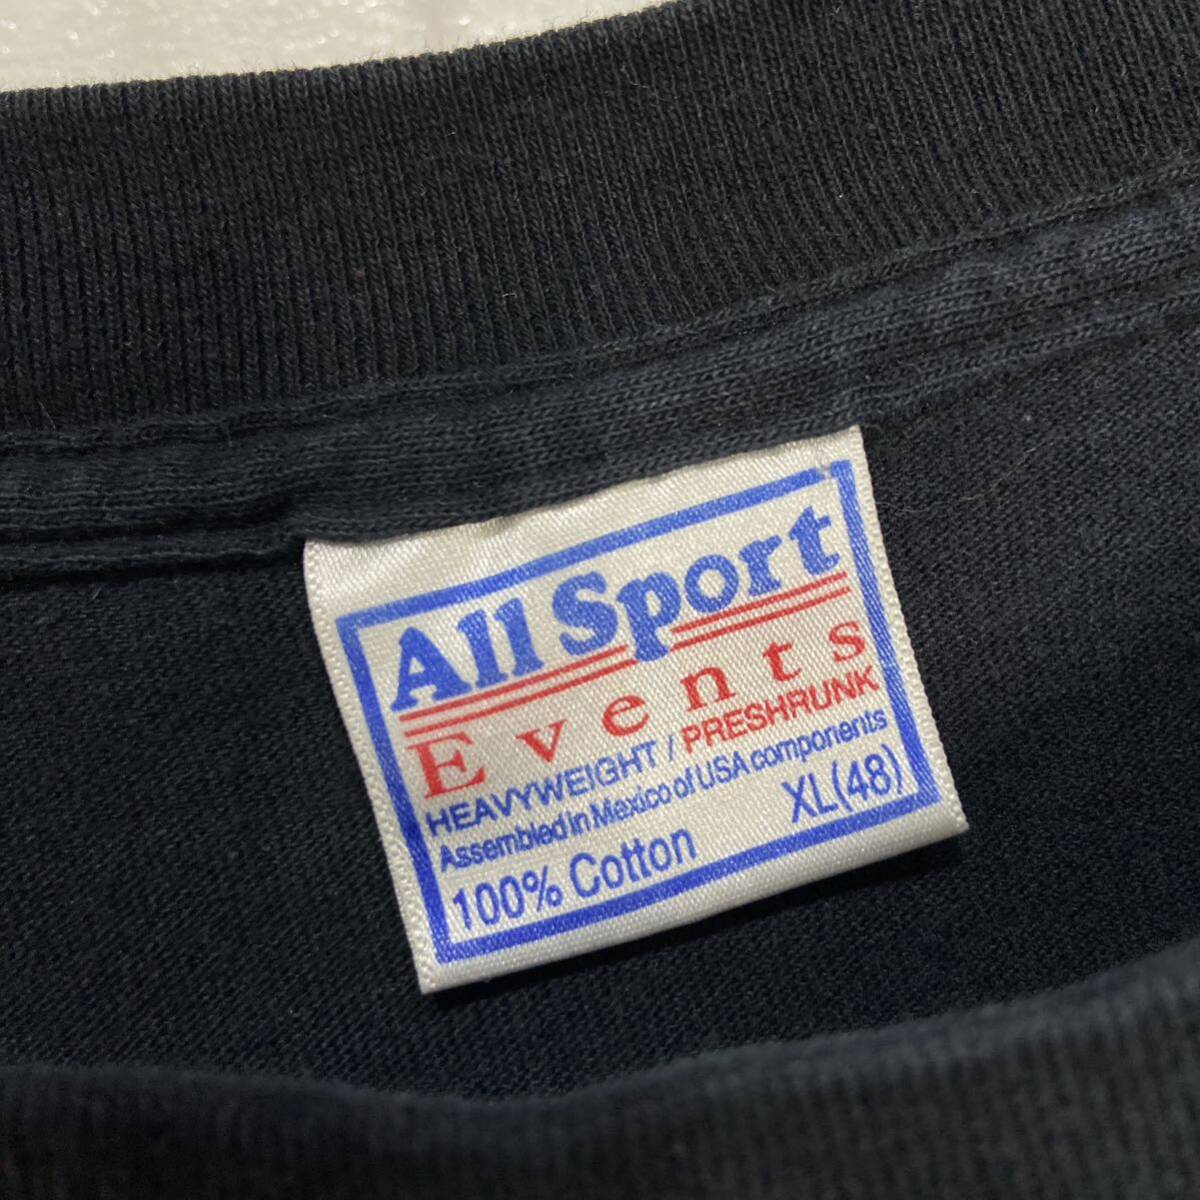 All Sport
Events
HEAVYWEIGHT / PRESHRUNK
Assembled in Mexico of USA components
100% Cotton XL(48)